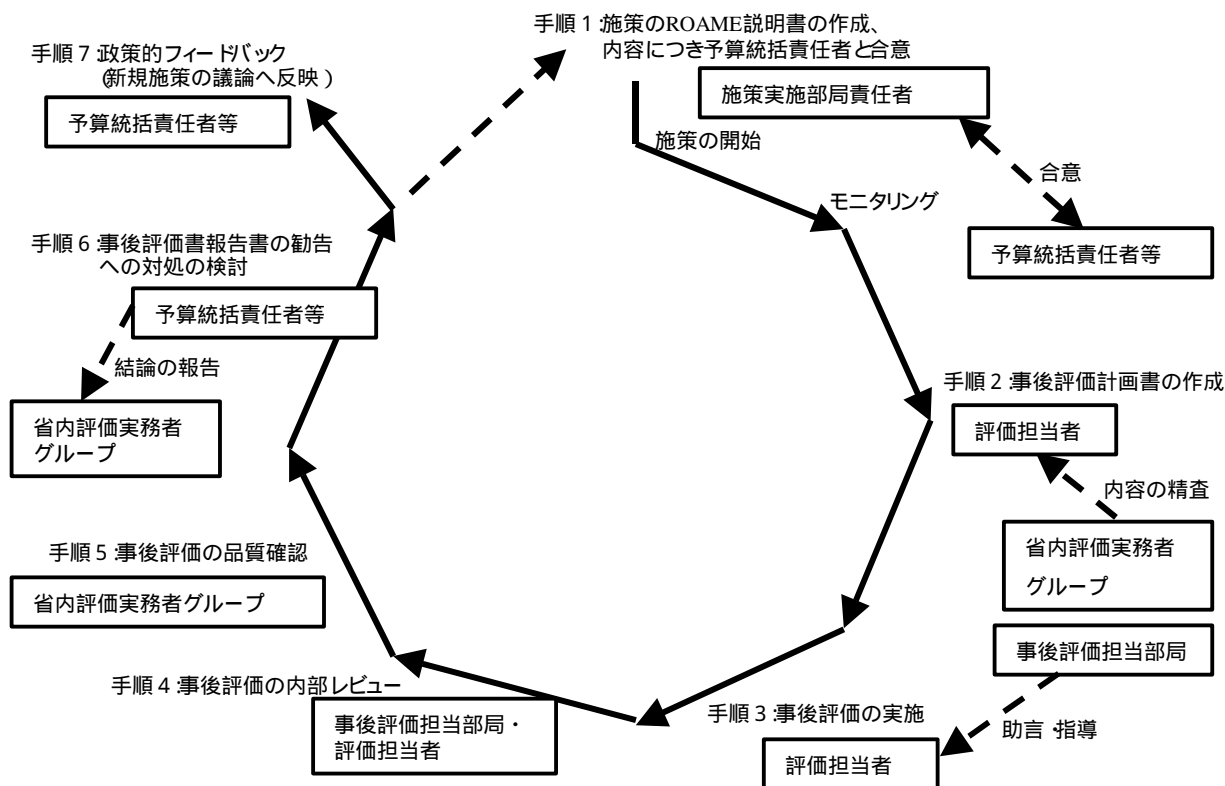 手順1:施策のROAME説明書の作成、
内容につき予算統括責任者と合意
施策実施部局責任者
施策の開始
合意
モニタリング
予算統括責任者等
手順2:事後評価計画書の作成
評価担当者
内容の精査
省内評価実務者
グループ
事後評価担当部局
手順3:事後評価の実施
助言・指導
評価担当者
手順4:事後評価の内部レビュー
事後評価担当部局・
評価担当者
手順5:事後評価の品質確認
省内評価実務者グループ
手順6:事後評価書報告書の勧告
への対処の検討
予算統括責任者等
結論の報告
省内評価実務者
グループ
手順7:政策的フィードバック
(新規施策の議論へ反映)
予算統括責任者等